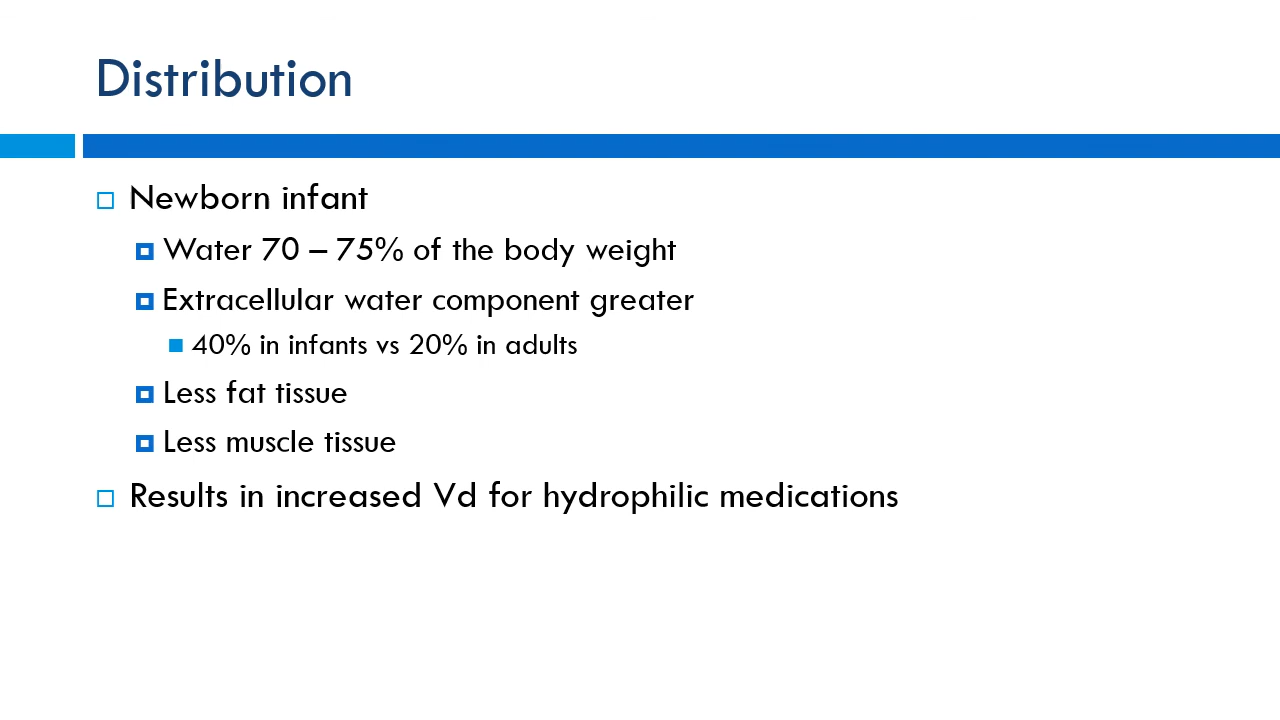 Distribution
Newborn infant
Water 70 – 75% of the body weight
Extracellular water component greater
40% in infants vs 20% in adults
Less fat tissue
Less muscle tissue
Results in increased Vd for hydrophilic medications